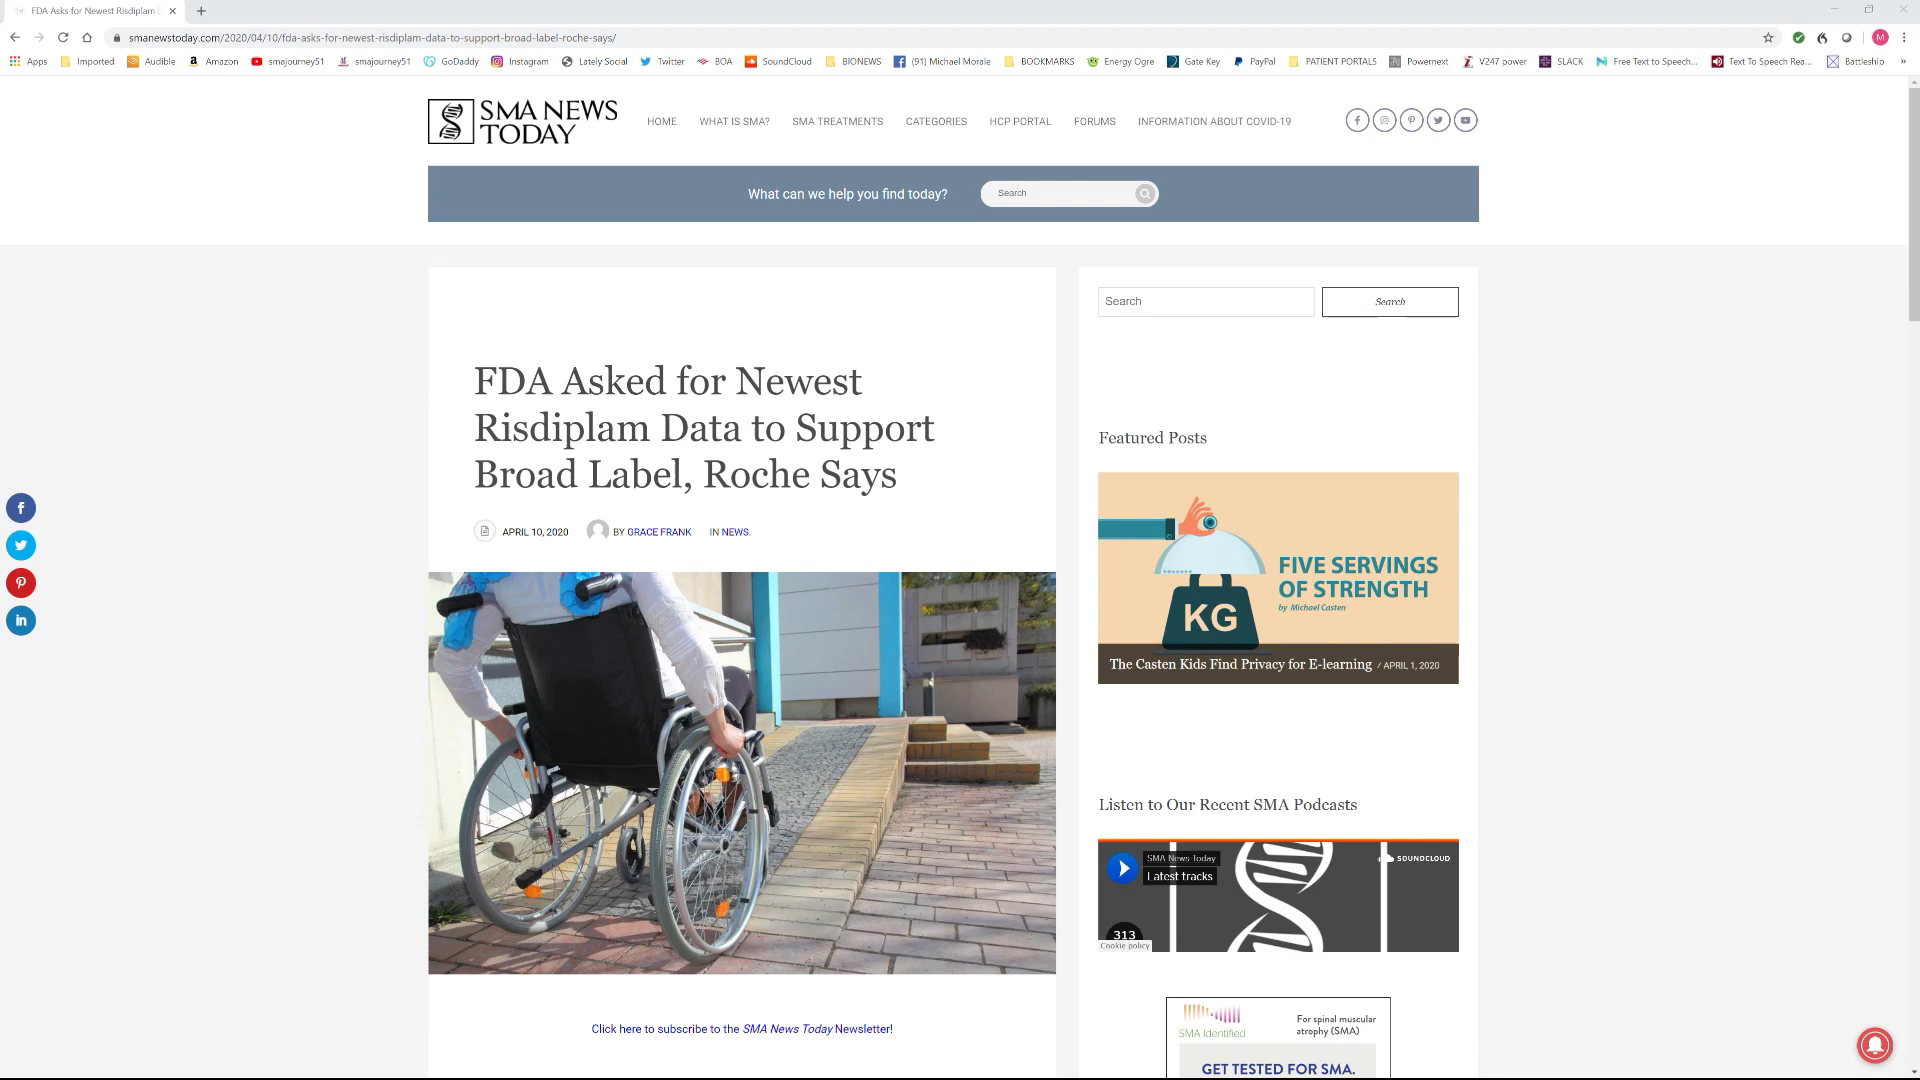 FDA Asks for Newest Risdiplam D
smanewstoday.com/2020/04/10/fda-asks-for-newest-risdiplam-data-to-support-broad-label-roche-says/
M
Apps Imported Audible Amazon smajourney51 smajourney51 GoDaddy Instagram Lately Social Twitter BOA SoundCloud BIONEWS (91) Michael Morale BOOKMARKS Energy Ogre Gate Key PayPal PATIENT PORTALS Powernext V247 power SLACK Free Text to Speech... Text To Speech Rea... Battleship »
SMA NEWS
TODAY
HOME WHAT IS SMA? SMA TREATMENTS CATEGORIES HCP PORTAL FORUMS INFORMATION ABOUT COVID-19
What can we help you find today? Search
Search Search
FDA Asked for Newest
Risdiplam Data to Support
Broad Label, Roche Says
APRIL 10, 2020 BY GRACE FRANK IN NEWS.
Click here to subscribe to the SMA News Today Newsletter!
Featured Posts
FIVE SERVINGS
OF STRENGTH
by Michael Casten
KG
The Casten Kids Find Privacy for E-learning / APRIL 1, 2020
Listen to Our Recent SMA Podcasts
SMA News Today
Latest tracks
SOUNDCLOUD
313
Cookie policy
SMA Identified
For spinal muscular
atrophy (SMA)
GET TESTED FOR SMA.